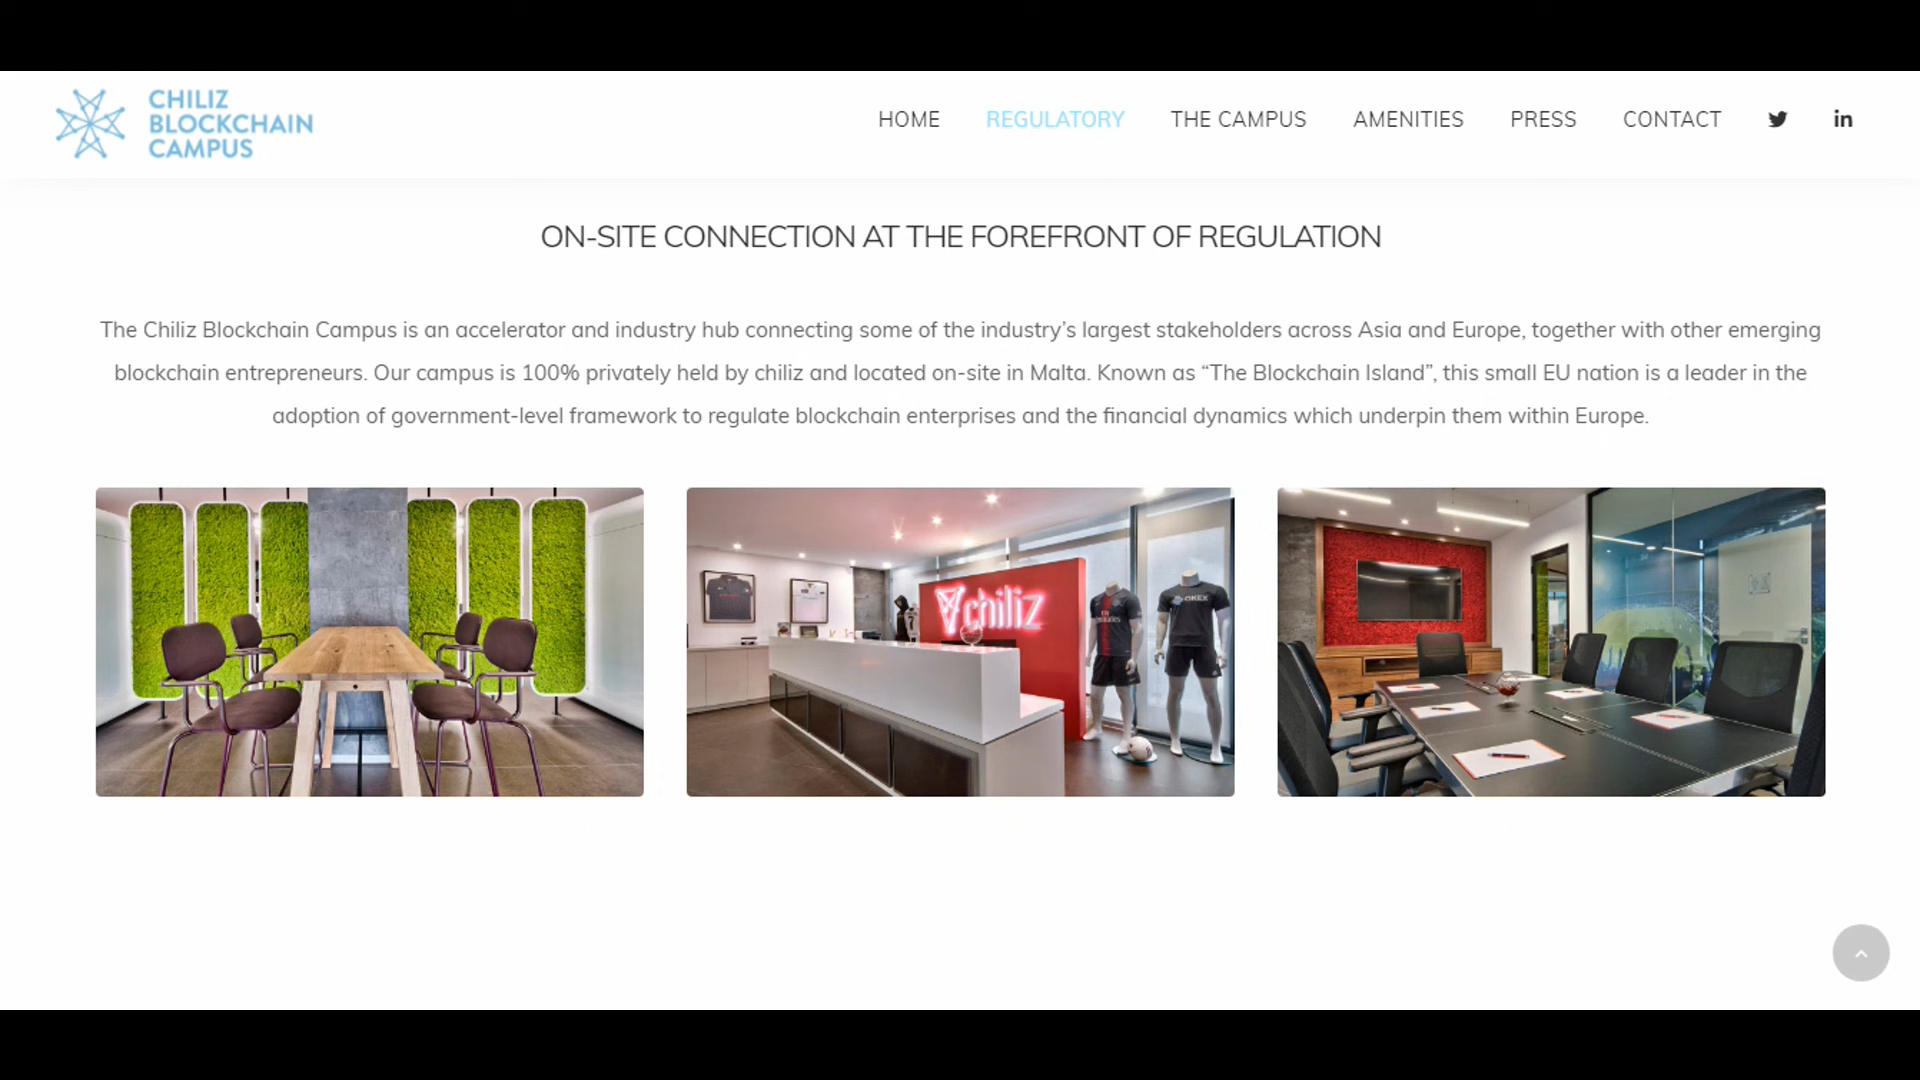 CHILIZ
BLOCKCHAIN
CAMPUS
HOME REGULATORY THE CAMPUS AMENITIES PRESS CONTACT
ON-SITE CONNECTION AT THE FOREFRONT OF REGULATION
The Chiliz Blockchain Campus is an accelerator and industry hub connecting some of the industry’s largest stakeholders across Asia and Europe, together with other emerging
blockchain entrepreneurs. Our campus is 100% privately held by chiliz and located on-site in Malta. Known as “The Blockchain Island”, this small EU nation is a leader in the
adoption of government-level framework to regulate blockchain enterprises and the financial dynamics which underpin them within Europe.
chiliz
OKEX